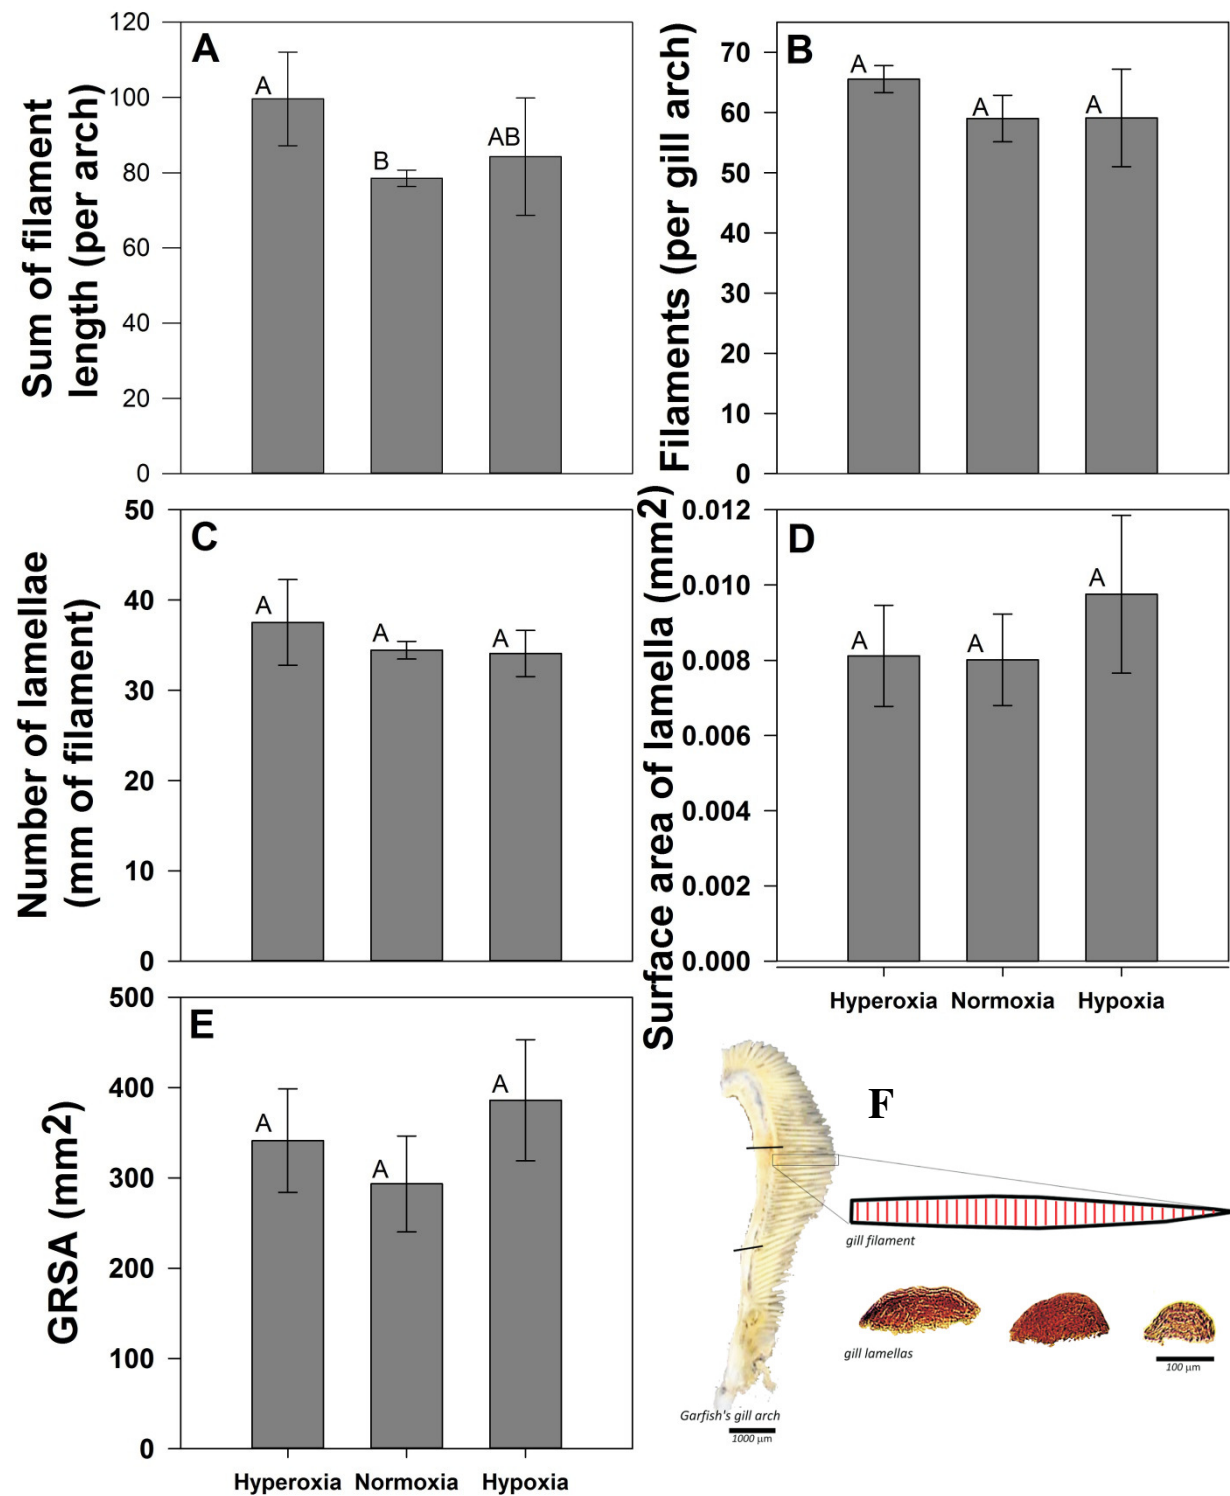 A
Sum of filament
length (per arch)
120
100
80
60
40
20
0
A
B
AB
B
Filaments (per gill arch)
70
60
50
40
30
20
10
0
A
A
A
C
Number of lamellae
(mm of filament)
50
40
30
20
10
0
A
A
A
D
Surface area of lamella (mm2)
0.012
0.010
0.008
0.006
0.004
0.002
0.000
A
A
A
Hyperoxia Normoxia Hypoxia
E
GRSA (mm2)
500
400
300
200
100
0
A
A
A
Hyperoxia Normoxia Hypoxia
F
gill filament
gill lamellas
100 µm
Garfish's gill arch
1000 µm